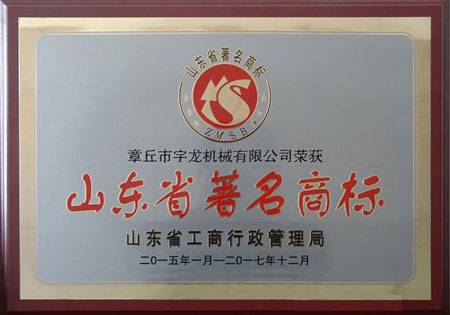 山东省著名商标
ZMSB
章丘市宇龙机械有限公司荣获
山东省著名商标
山东省工商行政管理局
二〇一五年一月—二〇一七年十二月